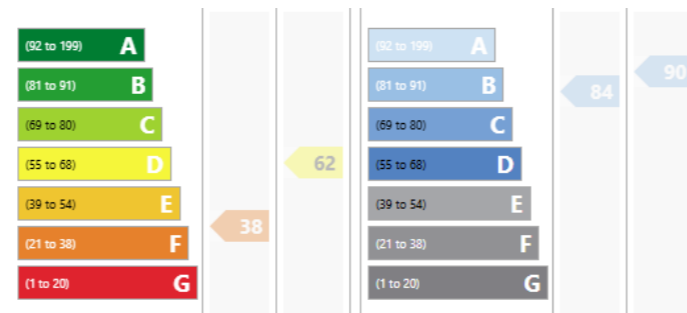 (92 to 199) A
(81 to 91) B
(69 to 80) C
(55 to 68) D
(39 to 54) E
(21 to 38) F
(1 to 20) G
38
62
(92 to 199) A
(81 to 91) B
(69 to 80) C
(55 to 68) D
(39 to 54) E
(21 to 38) F
(1 to 20) G
84
90